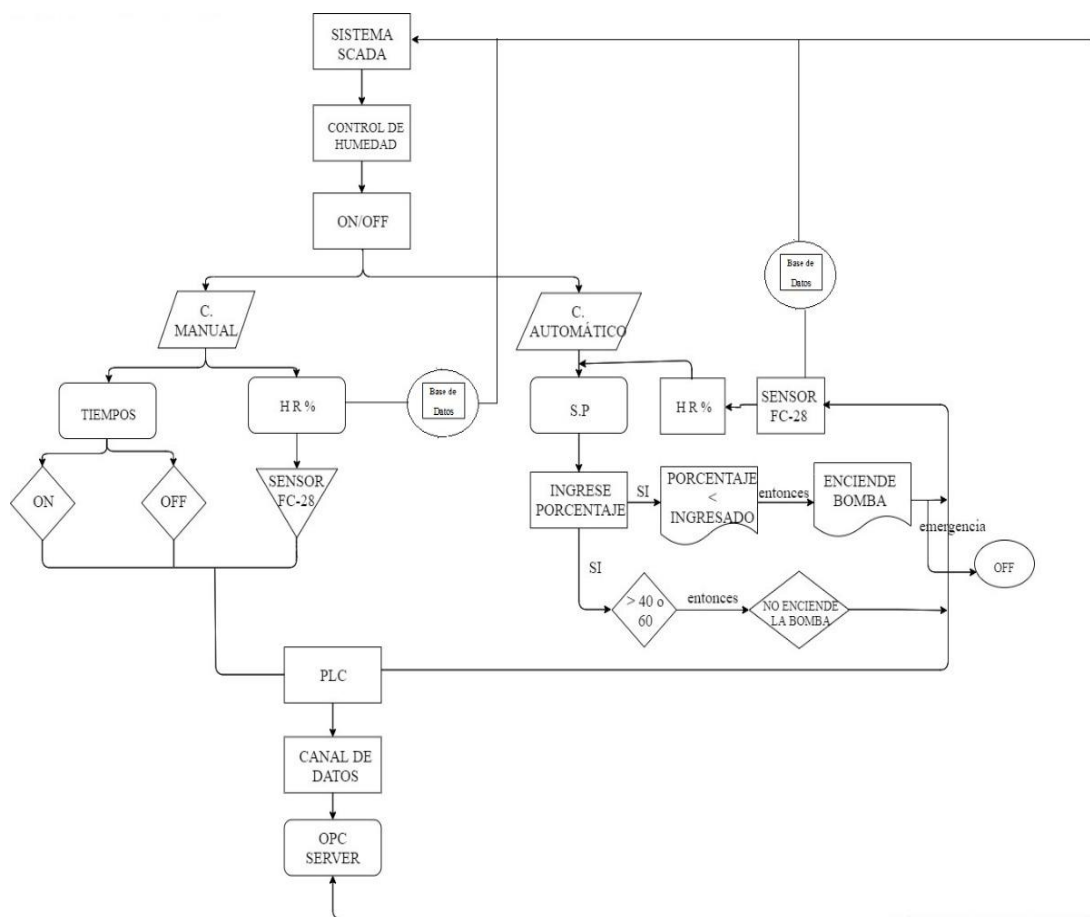 SISTEMA
SCADA
CONTROL DE
HUMEDAD
ON/OFF
C.
MANUAL
C.
AUTOMÁTICO
TIEMPOS
H R %
Base de
Datos
ON
OFF
SENSOR
FC-28
Base de
Datos
S.P
H R %
SENSOR
FC-28
INGRESE
PORCENTAJE
SI
PORCENTAJE
<
INGRESADO
entonces
ENCIENDE
BOMBA
emergencia
OFF
SI
> 40 o
60
entonces
NO ENCIENDE
LA BOMBA
PLC
CANAL DE
DATOS
OPC
SERVER